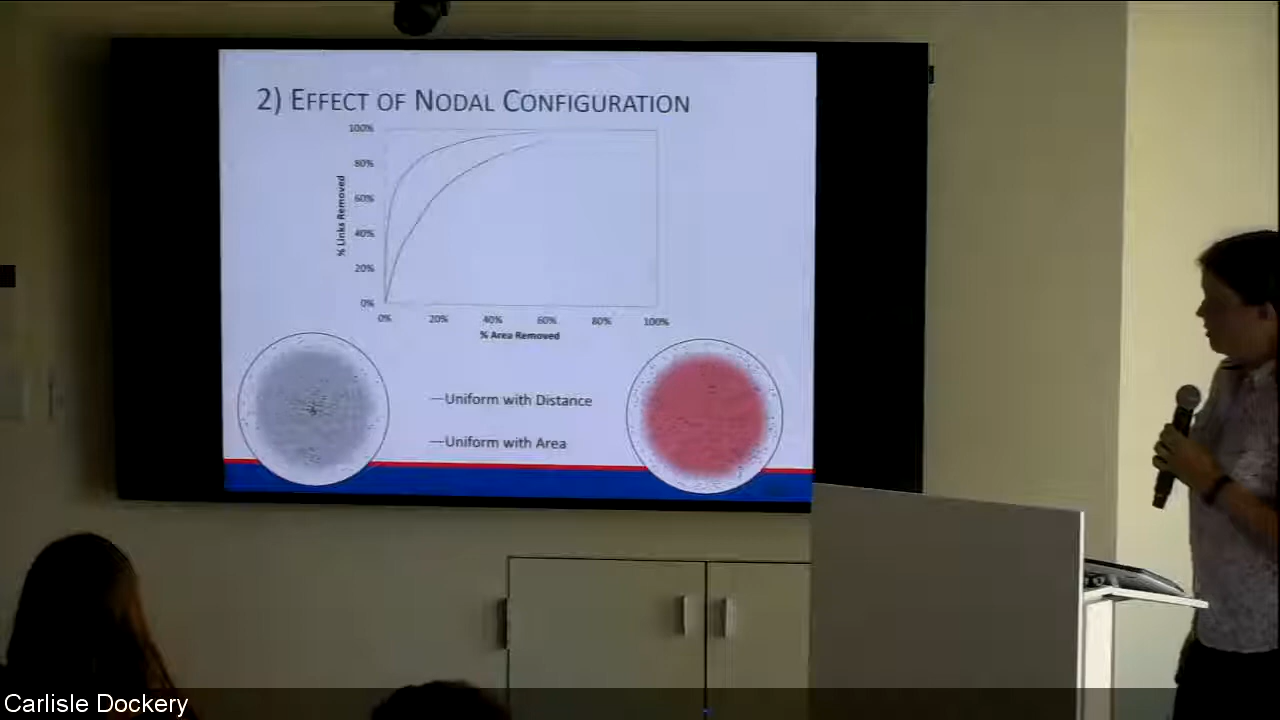 2) EFFECT OF NODAL CONFIGURATION
100%
80%
60%
40%
20%
0%
% Links Removed
0% 20% 40% 60% 80% 100%
% Area Removed
—Uniform with Distance
—Uniform with Area
Carlisle Dockery